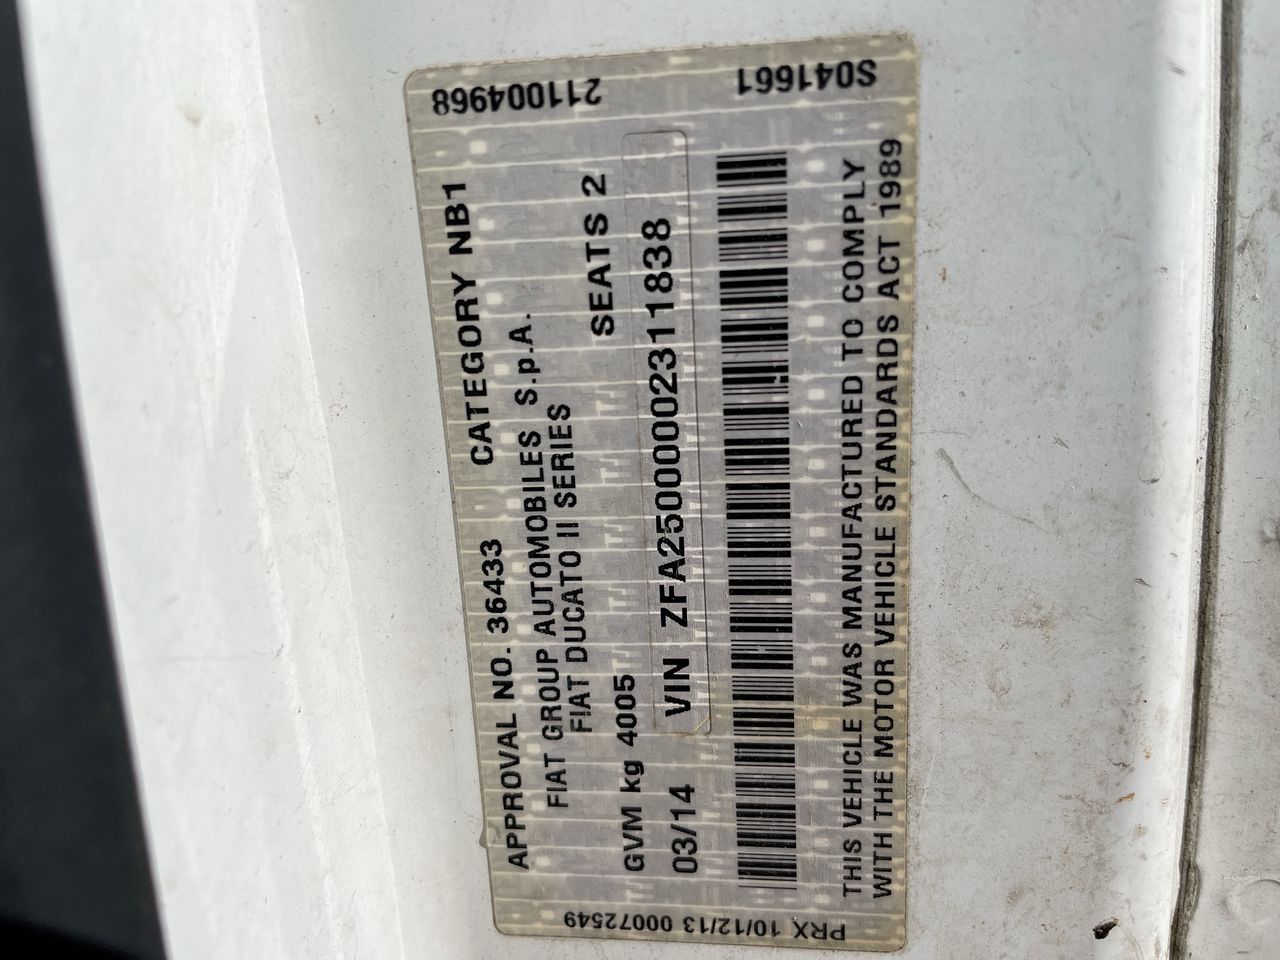 APPROVAL NO. 36433 CATEGORY NB1
FIAT GROUP AUTOMOBILES S.p.A.
FIAT DUCATO II SERIES
GVM kg 4005 SEATS 2
03/14 VIN ZFA25000002311838
THIS VEHICLE WAS MANUFACTURED TO COMPLY
WITH THE MOTOR VEHICLE STANDARDS ACT 1989
211004968
S041661
PRX 10/12/13 00072549